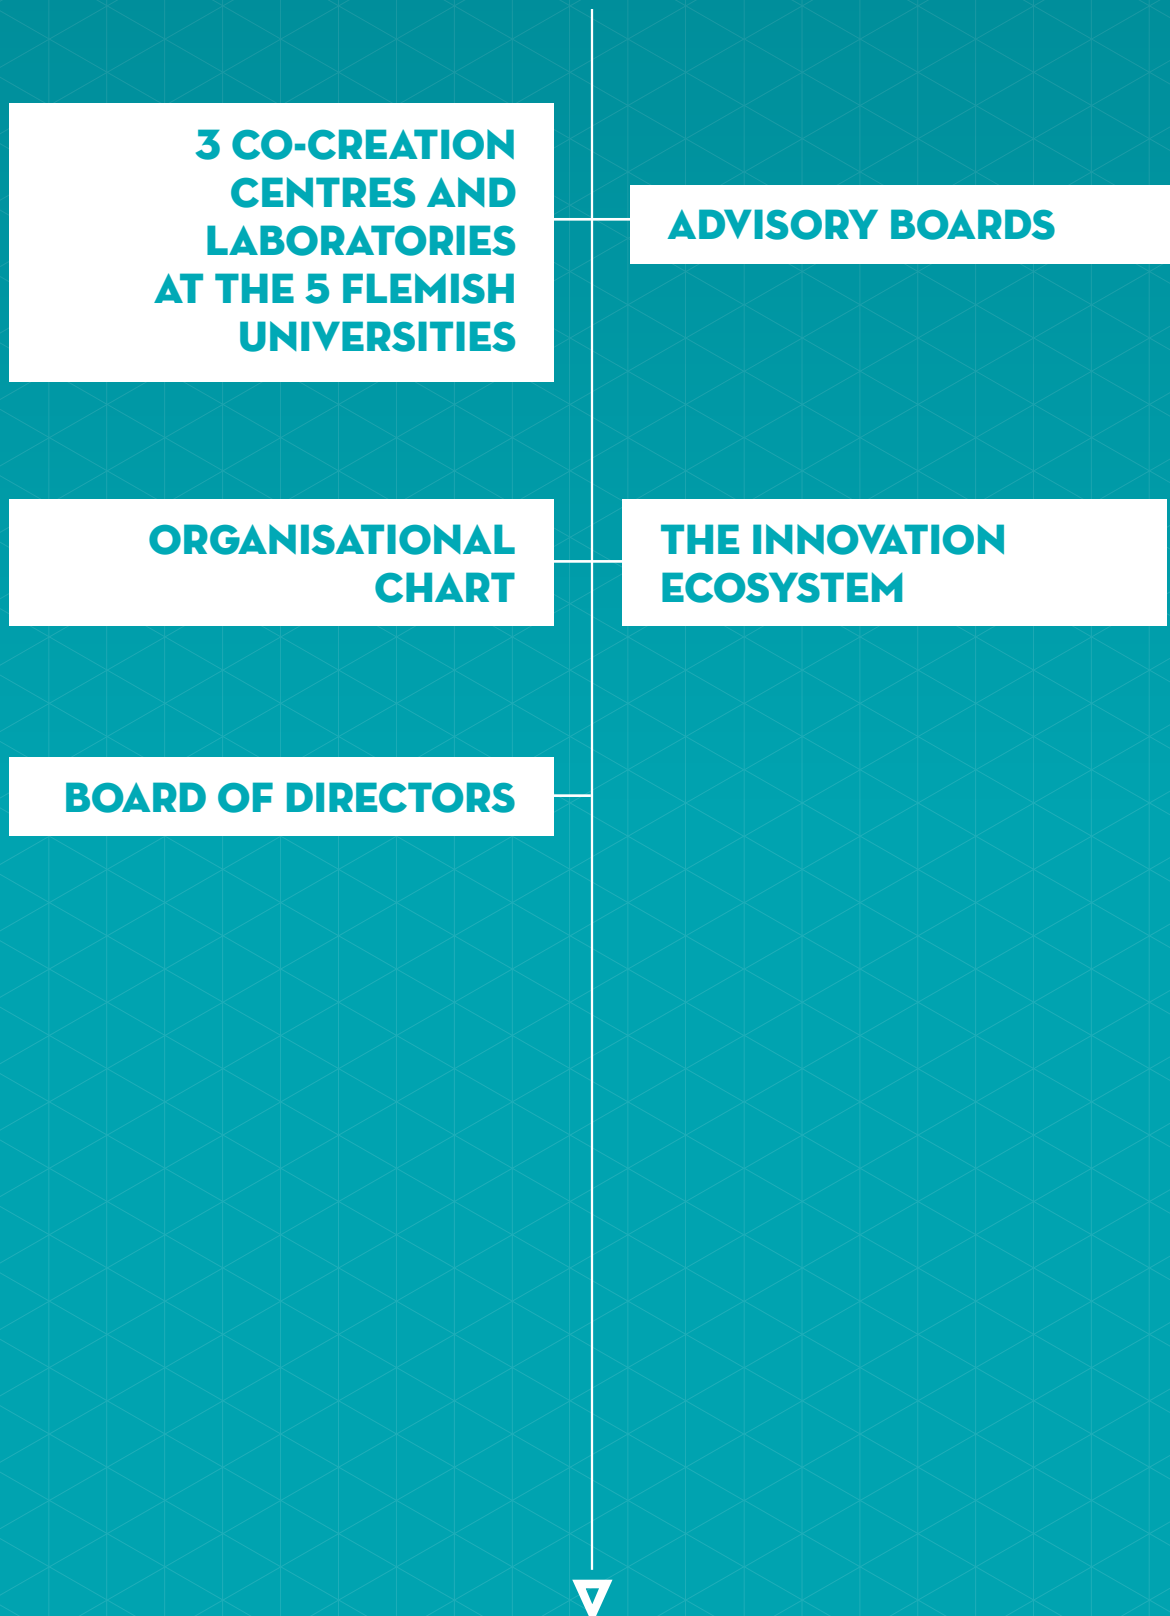 3 CO-CREATION
CENTRES AND
LABORATORIES
AT THE 5 FLEMISH
UNIVERSITIES
ADVISORY BOARDS
ORGANISATIONAL
CHART
THE INNOVATION
ECOSYSTEM
BOARD OF DIRECTORS